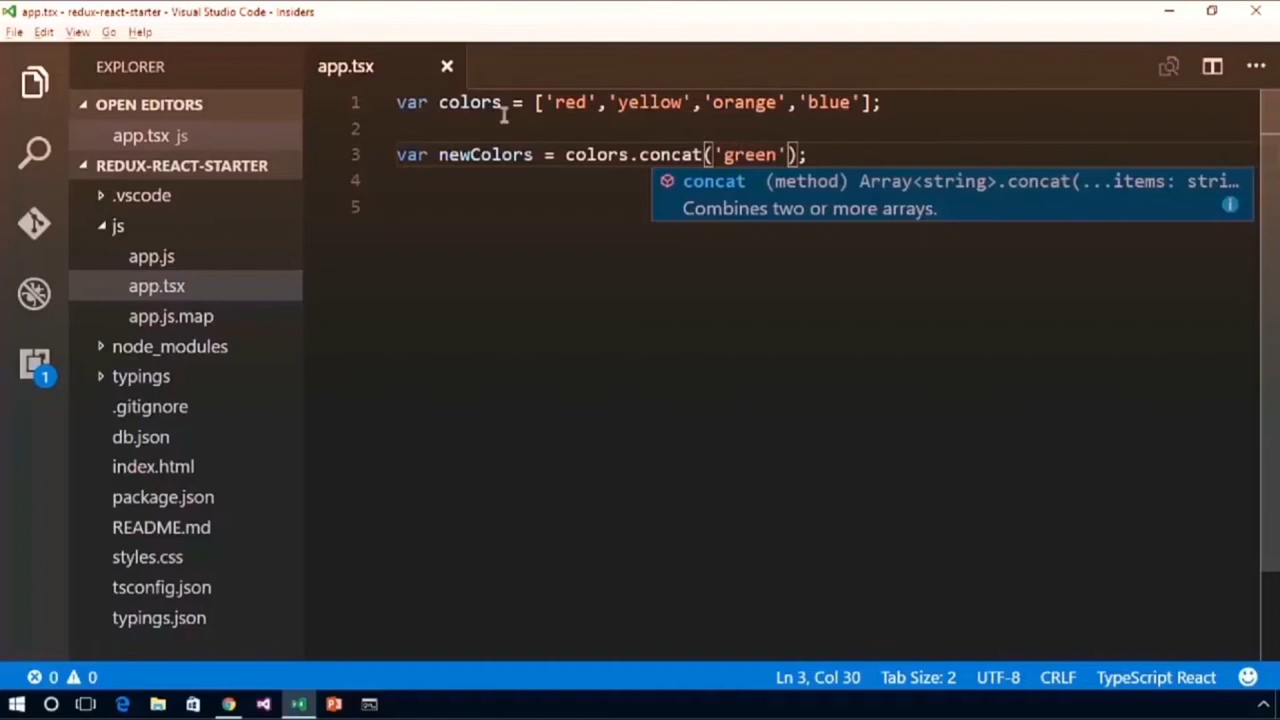 app.tsx - redux-react-starter - Visual Studio Code - Insiders
File Edit View Go Help
EXPLORER
OPEN EDITORS
app.tsx js
REDUX-REACT-STARTER
.vscode
js
app.js
app.tsx
app.js.map
node_modules
typings
.gitignore
db.json
index.html
package.json
README.md
styles.css
tsconfig.json
typings.json
1
app.tsx
1 var colors = ['red','yellow','orange','blue'];
2
3 var newColors = colors.concat('green');
4
5
concat (method) Array<string>.concat(...items: stri…
Combines two or more arrays.
0 0 Ln 3, Col 30 Tab Size: 2 UTF-8 CRLF TypeScript React